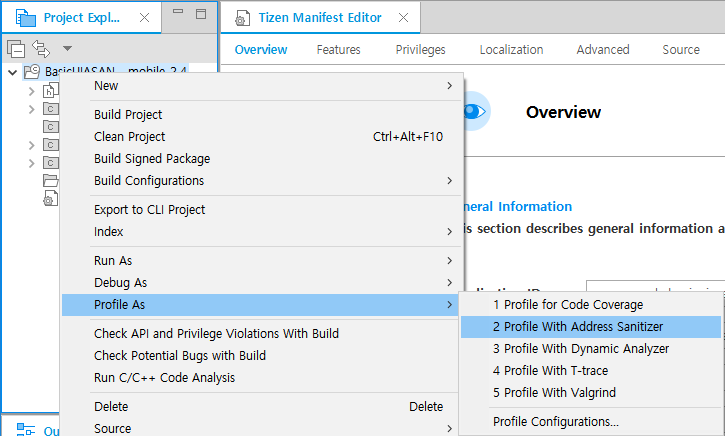 Project Expl...
Tizen Manifest Editor
Overview Features Privileges Localization Advanced Source
BasicUIASAN mobile-2.4
New
Build Project
Clean Project Ctrl+Alt+F10
Build Signed Package
Build Configurations
Export to CLI Project
Index
Run As
Debug As
Profile As
Check API and Privilege Violations With Build
Check Potential Bugs with Build
Run C/C++ Code Analysis
Delete Delete
Source
Overview
neral Information
is section describes general information a
1 Profile for Code Coverage
2 Profile With Address Sanitizer
3 Profile With Dynamic Analyzer
4 Profile With T-trace
5 Profile With Valgrind
Profile Configurations...
Ou